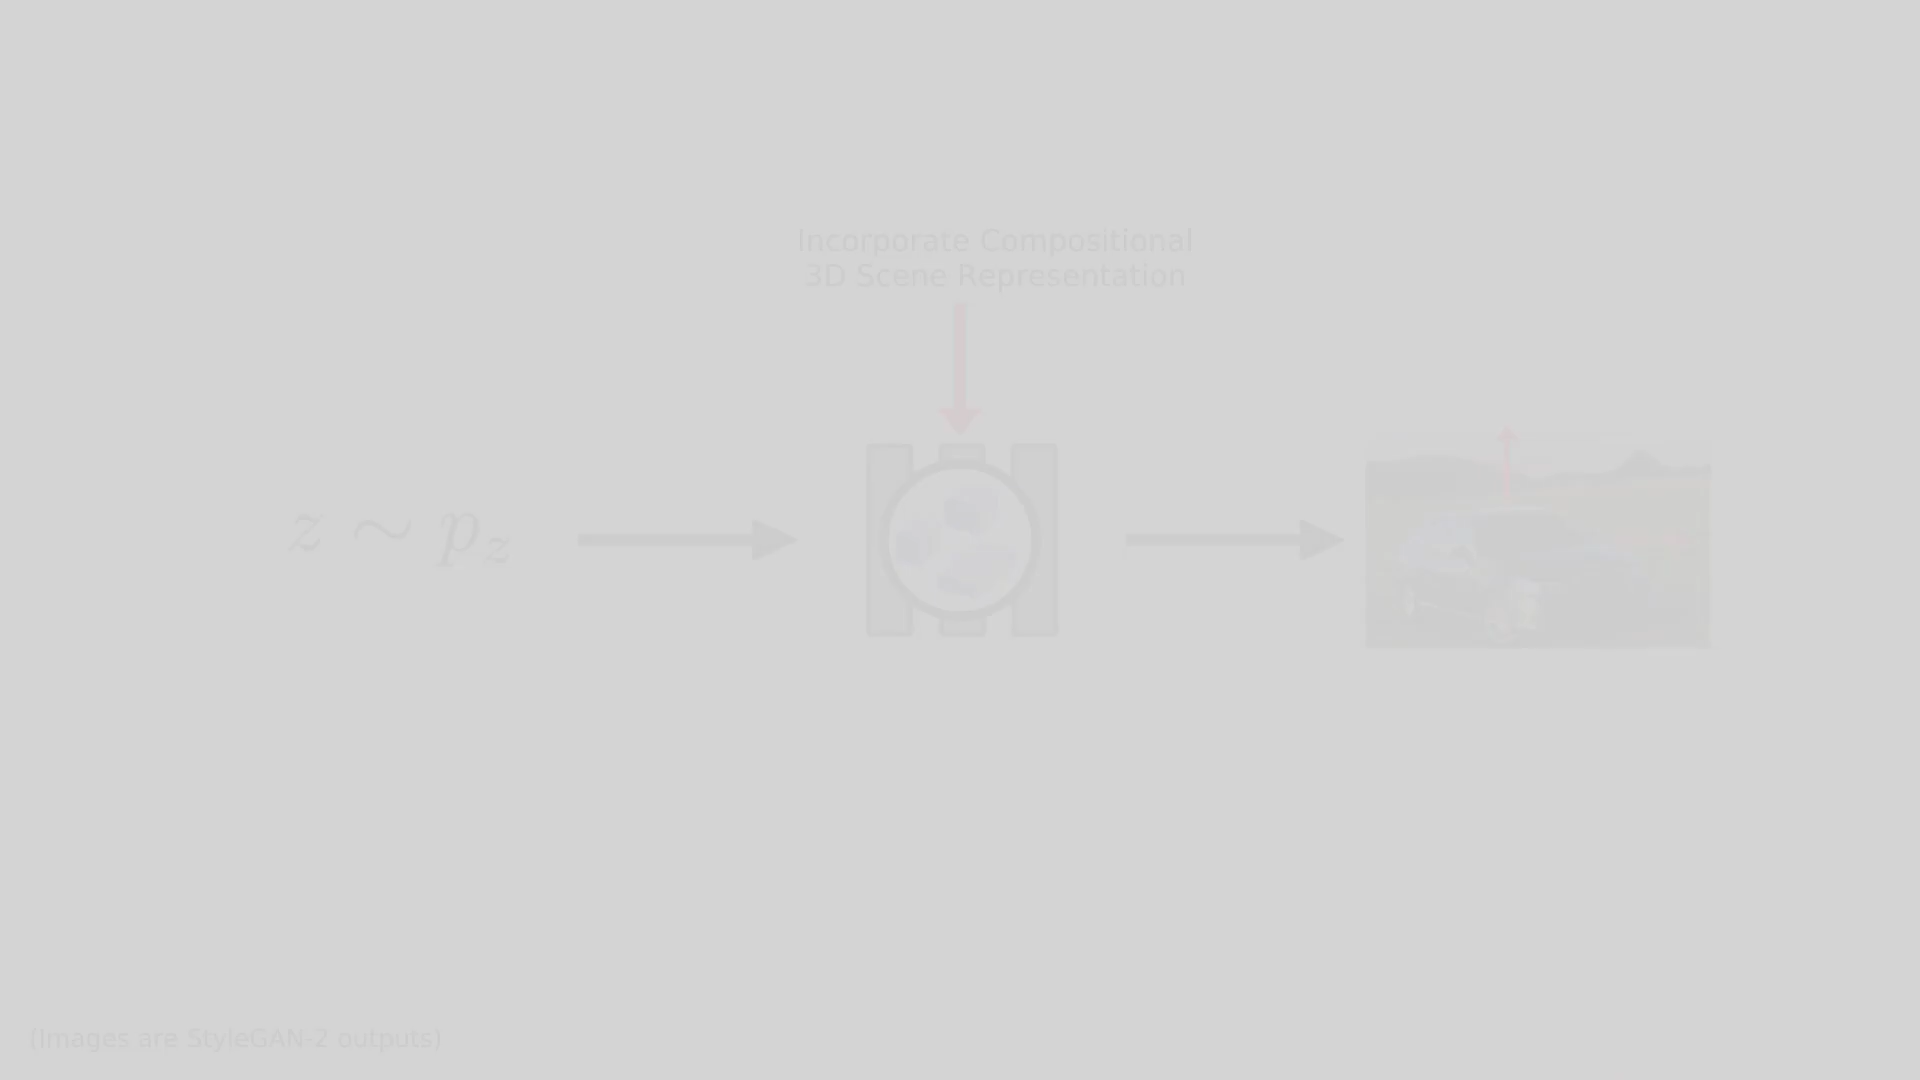 Incorporate Compositional
3D Scene Representation
z ∼ p_z
(Images are StyleGAN-2 outputs)